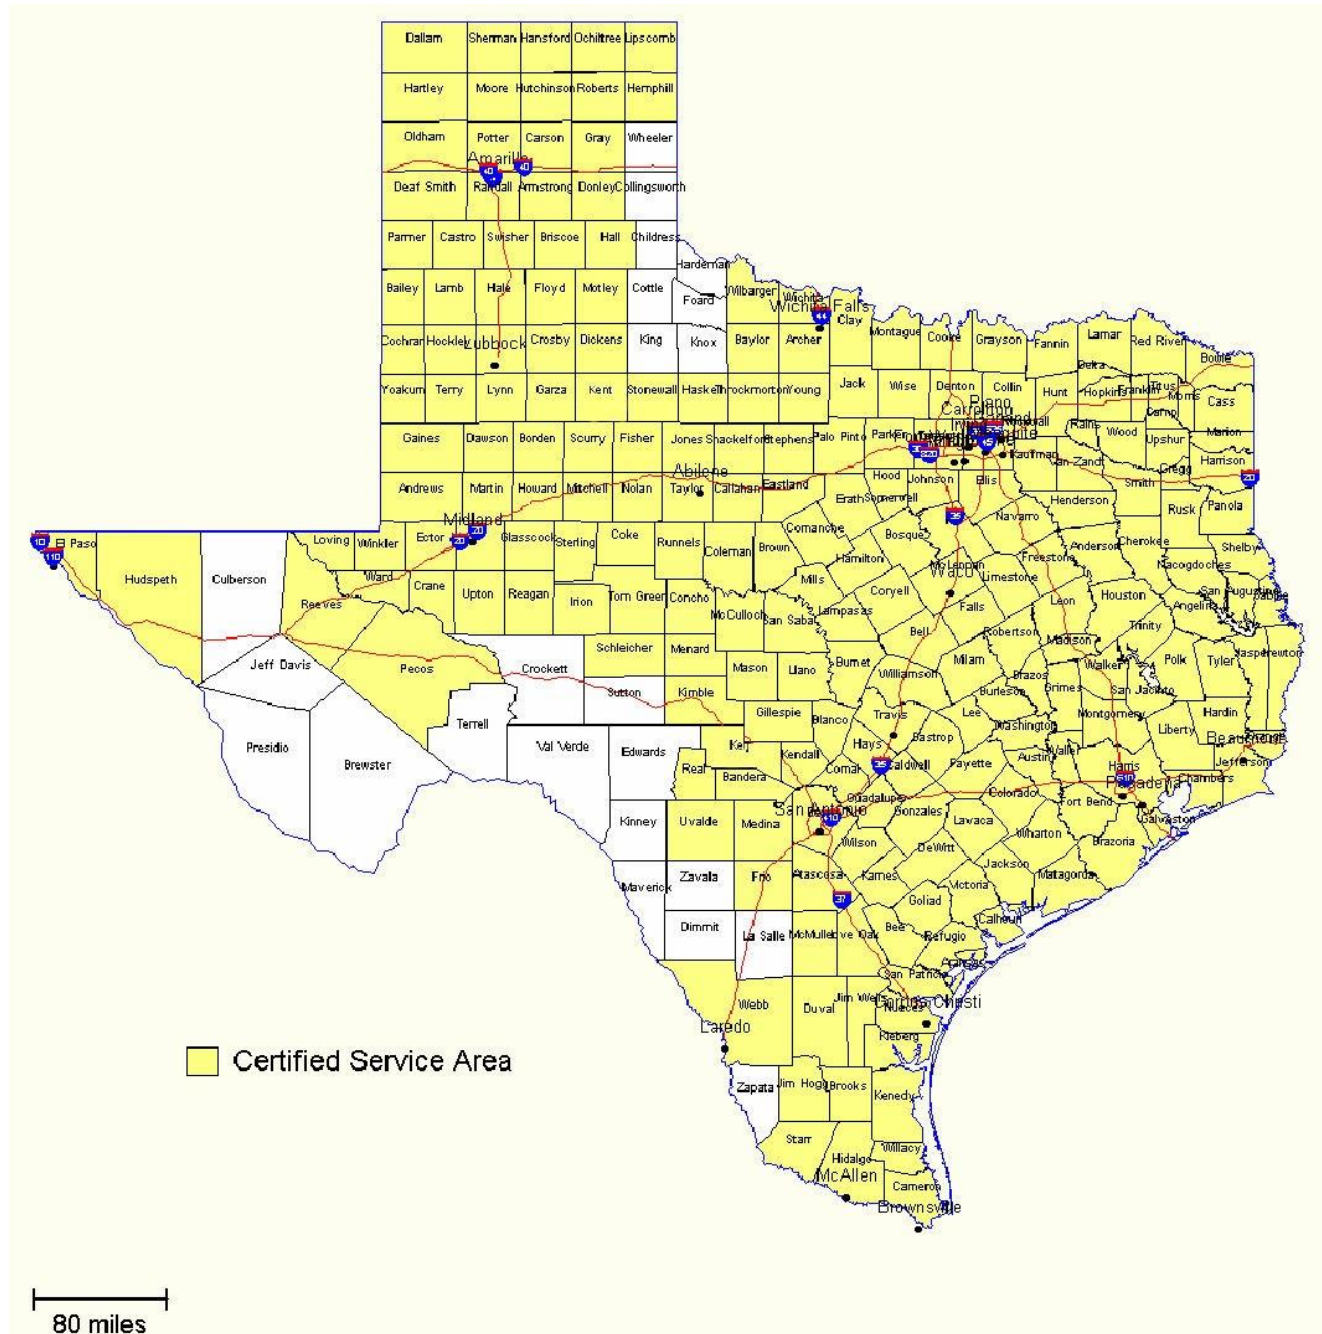 Dallam Sherman Hansford Ochiltree Lipscomb
Hartley Moore Hutchinson Roberts Hemphill
Oldham Potter Carson Gray Wheeler
Amarillo
40 40
Deaf Smith Randall Armstrong Donley Collingsworth
Parmer Castro Swisher Briscoe Hall Childress
Hardeman
Bailey Lamb Hale Floyd Motley Cottle Foard Wilbarger Wichita
Wichita Falls
44
Clay Montague Cooke Grayson Fannin Lamar Red River Bowie
Cochran Hockley Lubbock Crosby Dickens King Knox Baylor Archer
Delta
Yoakum Terry Lynn Garza Kent Stonewall Haskell Throckmorton Young Jack Wise Denton Collin Hunt Hopkins Franklin Titus Morris Cass
Plano
Carrollton
Camp
Gaines Dawson Borden Scurry Fisher Jones Shackelford Stephens Palo Pinto Parker Rains Wood Upshur Marion
Kaufman Van Zandt Gregg Harrison
Abilene
Andrews Martin Howard Mitchell Nolan Taylor Callahan Eastland Hood Johnson Ellis Smith
20
Erath Somervell Henderson Rusk Panola
Midland
20 20
35
Navarro
10
El Paso
110
Loving Winkler Ector Glasscock Sterling Coke Runnels Coleman Brown Comanche Bosque Anderson Cherokee Shelby
Hudspeth Culberson Ward Crane Upton Reagan Irion Tom Green Concho Mills Hamilton McLennan Limestone Freestone Nacogdoches
Waco
Reeves McCulloch San Saba Lampasas Coryell Falls Leon Houston Angelina San Augustine Sabine
Bell Robertson Madison Trinity
Jeff Davis Pecos Crockett Schleicher Menard Mason Llano Burnet Williamson Milam Brazos Walker Polk Tyler Jasper Newton
Sutton Kimble Burleson Grimes San Jacinto
Presidio Brewster Terrell Val Verde Edwards Gillespie Blanco Travis Lee Washington Montgomery Liberty Hardin
Beaumont
Kerr Kendall Hays Bastrop Austin Waller
Real Bandera Comal Caldwell Fayette Harris Chambers Jefferson
35
610
Pasadena
Guadalupe Colorado Fort Bend Galveston
San Antonio
410
Kinney Uvalde Medina Gonzales Lavaca Wharton Brazoria
Wilson DeWitt
Maverick Zavala Frio Atascosa Karnes Jackson Matagorda
37
Victoria
Goliad Calhoun
Dimmit La Salle McMullen Live Oak Bee Refugio
Aransas
San Patricio
Webb Duval Jim Wells Nueces
Corpus Christi
Laredo
Kleberg
Certified Service Area
Zapata Jim Hogg Brooks Kenedy
Starr Hidalgo Willacy
McAllen
Cameron
Brownsville
80 miles